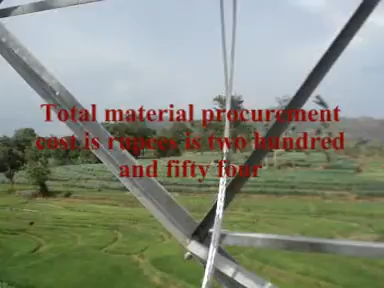 Total material procurement
cost is rupees is two hundred
and fifty four